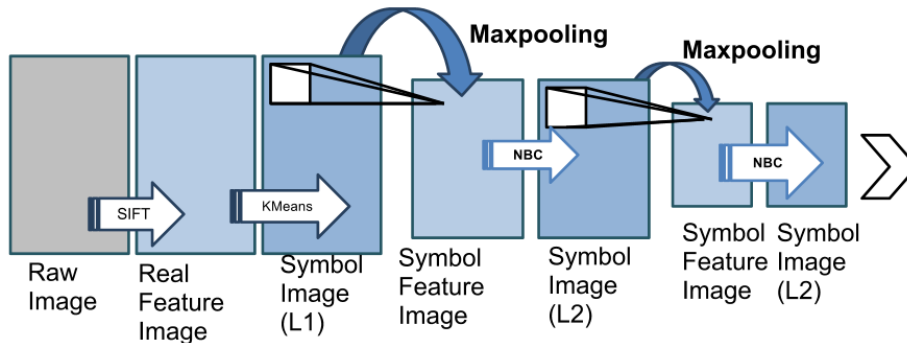 Maxpooling
Maxpooling
SIFT
KMeans
NBC
NBC
Raw
Image
Real
Feature
Image
Symbol
Image
(L1)
Symbol
Feature
Image
Symbol
Image
(L2)
Symbol
Feature
Image
Symbol
Image
(L2)